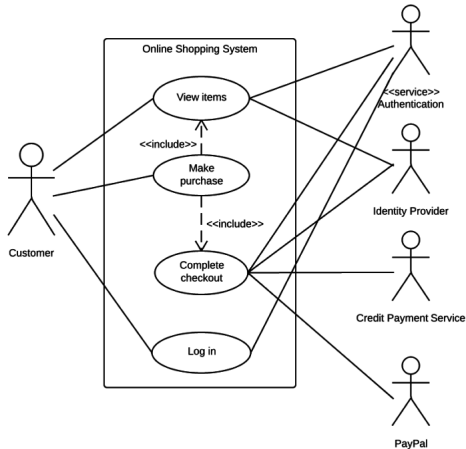 Online Shopping System
View items
<<service>>
Authentication
<<include>>
Make
purchase
Identity Provider
<<include>>
Customer
Complete
checkout
Credit Payment Service
Log in
PayPal